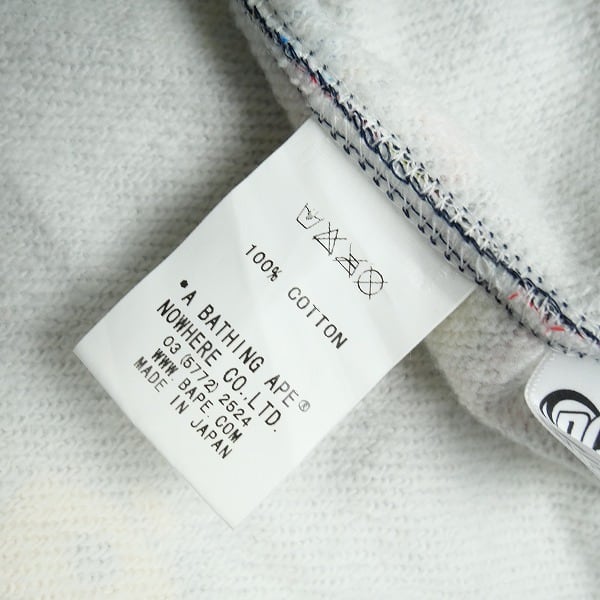 100% COTTON
•A BATHING APE®
NOWHERE CO.,LTD.
03(5772)2524
WWW.BAPE.COM
MADE IN JAPAN